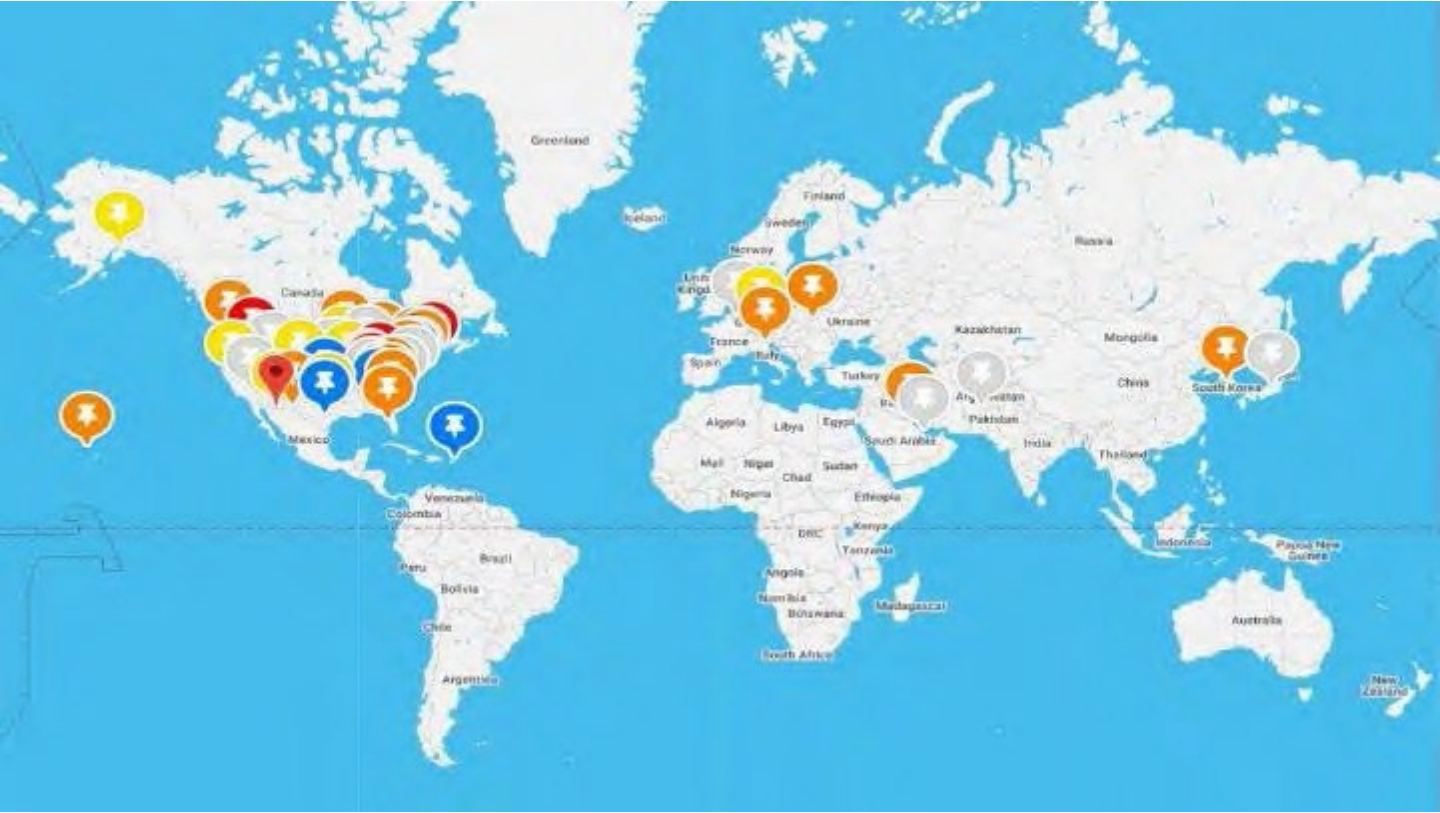 Greenland
Finland
Iceland
Sweden
Norway
Russia
Canada
Ukraine
France
Kazakhstan
Mongolia
Italy
Spain
Turkey
China
South Korea
Pakistan
Algeria
Libya
Egypt
Mexico
Saudi Arabia
India
Thailand
Mali
Niger
Sudan
Chad
Venezuela
Nigeria
Ethiopia
Colombia
Kenya
DRC
Indonesia
Papua New
Guinea
Tanzania
Brazil
Peru
Angola
Bolivia
Namibia
Madagascar
Botswana
Australia
Chile
South Africa
Argentina
New
Zealand